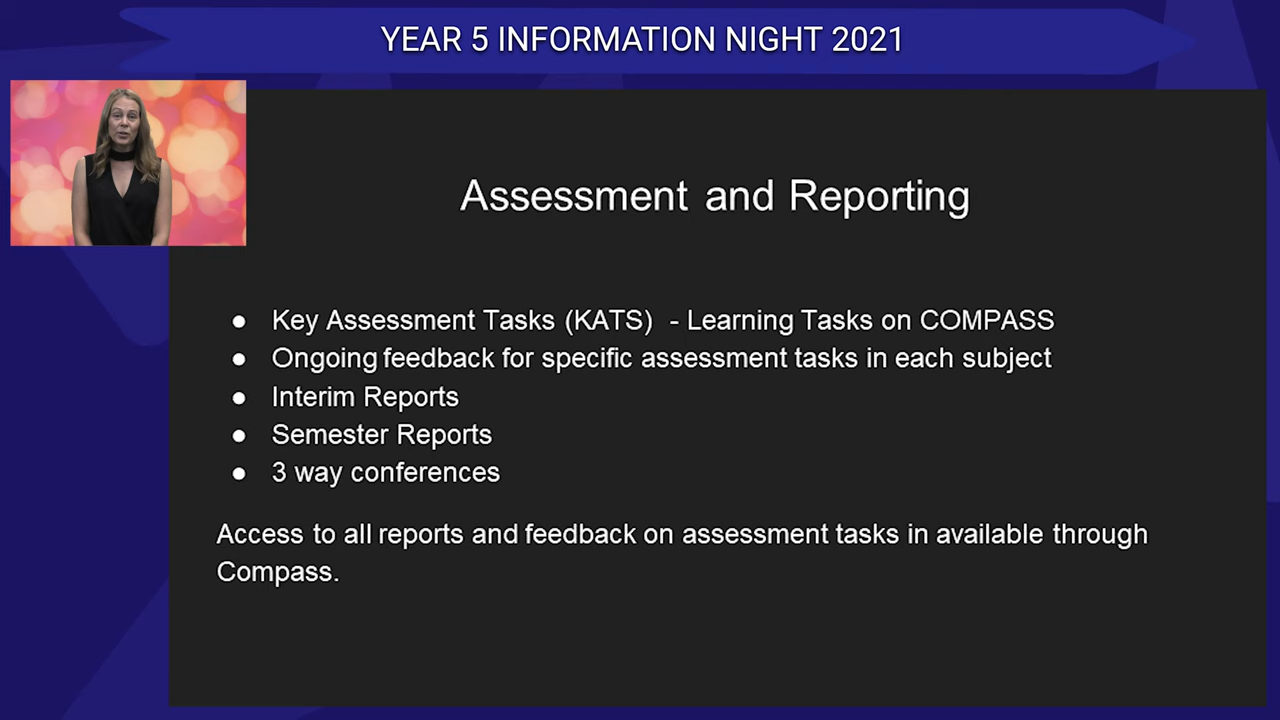 YEAR 5 INFORMATION NIGHT 2021
Assessment and Reporting
● Key Assessment Tasks (KATS) - Learning Tasks on COMPASS
● Ongoing feedback for specific assessment tasks in each subject
● Interim Reports
● Semester Reports
● 3 way conferences
Access to all reports and feedback on assessment tasks in available through
Compass.